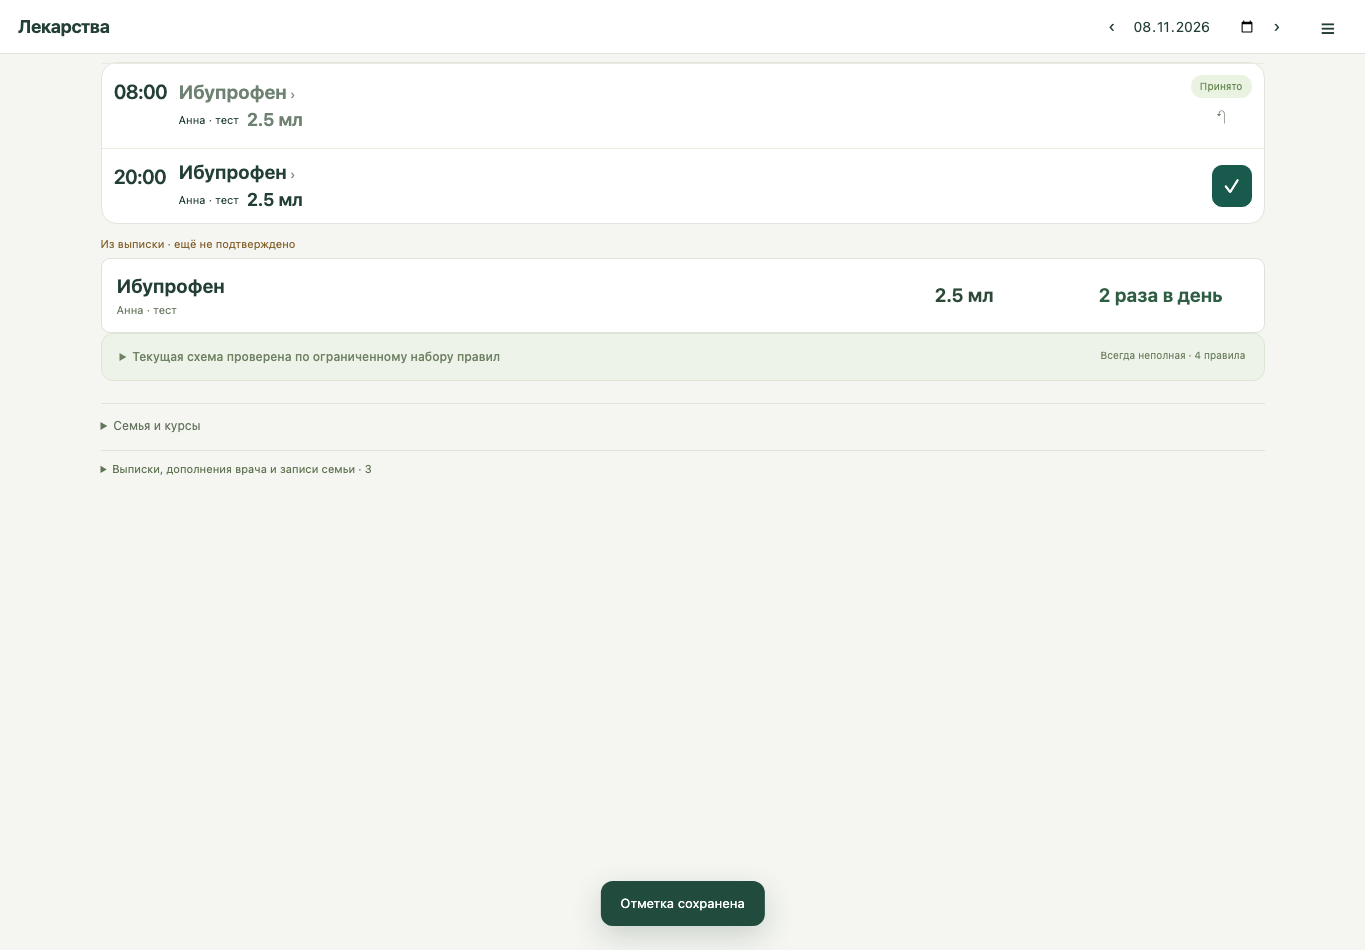 Лекарства
08.11.2026
08:00 Ибупрофен ›
Принято
Анна · тест 2.5 мл
20:00 Ибупрофен ›
Анна · тест 2.5 мл
Из выписки · ещё не подтверждено
Ибупрофен
Анна · тест
2.5 мл
2 раза в день
Текущая схема проверена по ограниченному набору правил
Всегда неполная · 4 правила
Семья и курсы
Выписки, дополнения врача и записи семьи · 3
Отметка сохранена